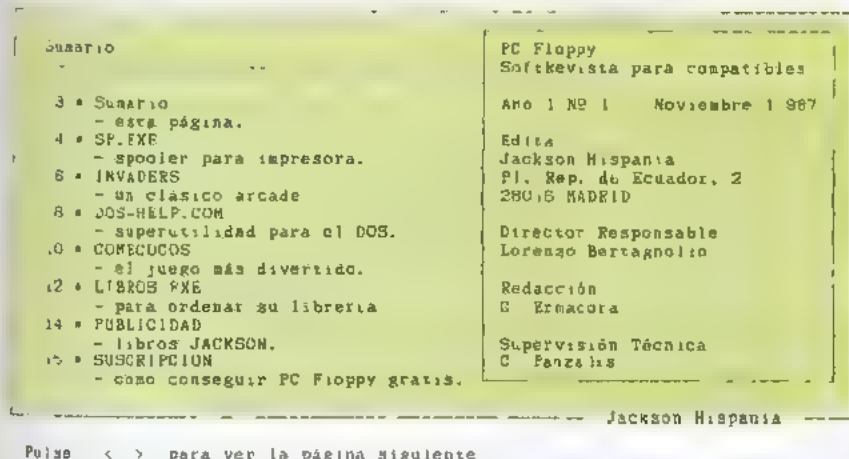 Sumario
3 • Sumario
- esta página.
4 • SP.EXE
- spooler para impresora.
6 • INVADERS
- un clásico arcade
8 • DOS-HELP.COM
- superutilidad para el DOS.
10 • COMECOCOS
- el juego más divertido.
12 • LIBROS EXE
- para ordenar su librería
14 • PUBLICIDAD
- libros JACKSON.
15 • SUSCRIPCION
- como conseguir PC Floppy gratis.
PC Floppy
SoftRevista para compatibles
Año 1 Nº 1 Noviembre 1 987
Edita
Jackson Hispania
Pl. Rep. de Ecuador, 2
28016 MADRID
Director Responsable
Lorenzo Bertagnolio
Redacción
C Ermacora
Supervisión Técnica
C Panzalis
Jackson Hispania
Pulse < > para ver la página siguiente